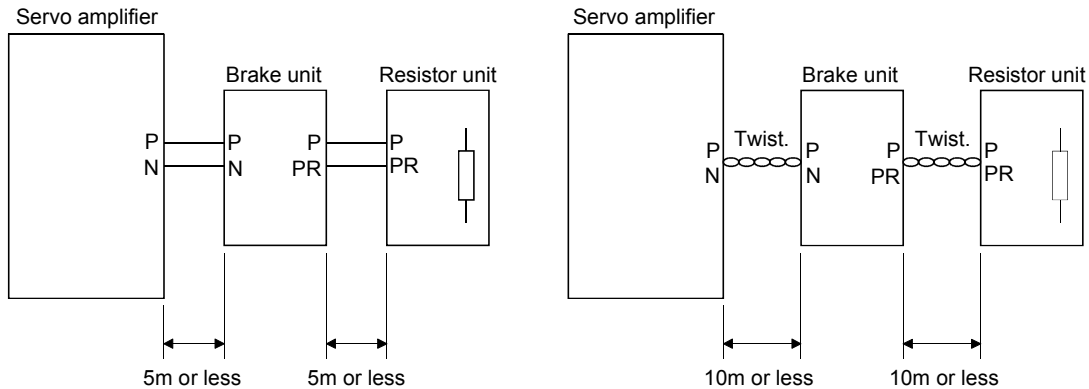 Servo amplifier
Brake unit
Resistor unit
P
P
P
P
N
N
PR
PR
5m or less
5m or less
Servo amplifier
Brake unit
Resistor unit
Twist.
Twist.
P
P
P
P
N
N
PR
PR
10m or less
10m or less